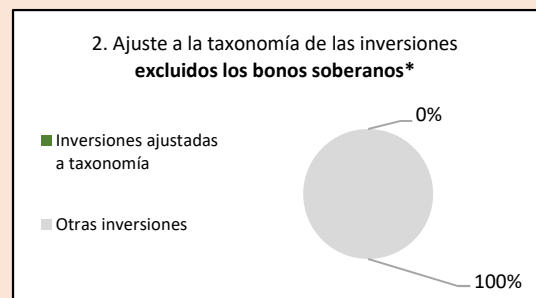 2. Ajuste a la taxonomía de las inversiones
excluidos los bonos soberanos*
0%
Inversiones ajustadas
a taxonomía
Otras inversiones
100%